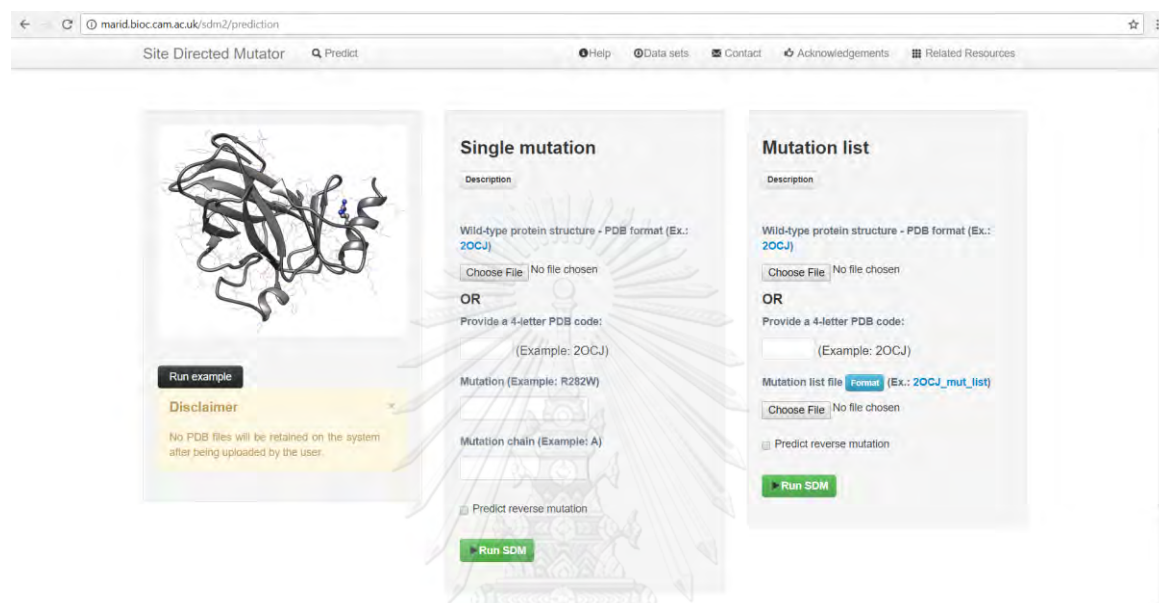 marid.bioc.cam.ac.uk/sdm2/prediction
Site Directed Mutator Predict Help Data sets Contact Acknowledgements Related Resources
Run example
Disclaimer ×
No PDB files will be retained on the system
after being uploaded by the user.
Single mutation
Description
Wild-type protein structure - PDB format (Ex.:
2OCJ)
Choose File No file chosen
OR
Provide a 4-letter PDB code:
(Example: 2OCJ)
Mutation (Example: R282W)
Mutation chain (Example: A)
Predict reverse mutation
Run SDM
Mutation list
Description
Wild-type protein structure - PDB format (Ex.:
2OCJ)
Choose File No file chosen
OR
Provide a 4-letter PDB code:
(Example: 2OCJ)
Mutation list file Format (Ex.: 2OCJ_mut_list)
Choose File No file chosen
Predict reverse mutation
Run SDM